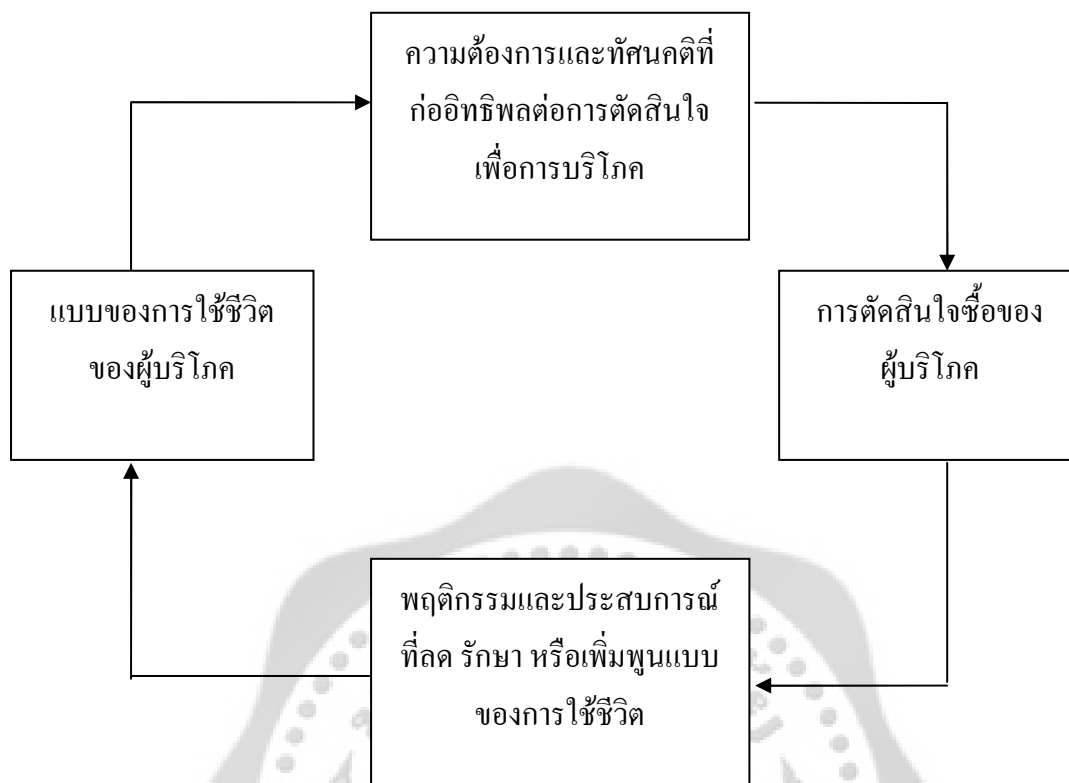 ความต้องการและทัศนคติที่
ก่ออิทธิพลต่อการตัดสินใจ
เพื่อการบริโภค
แบบของการใช้ชีวิต
ของผู้บริโภค
การตัดสินใจซื้อของ
ผู้บริโภค
พฤติกรรมและประสบการณ์
ที่ลด รักษา หรือเพิ่มพูนแบบ
ของการใช้ชีวิต